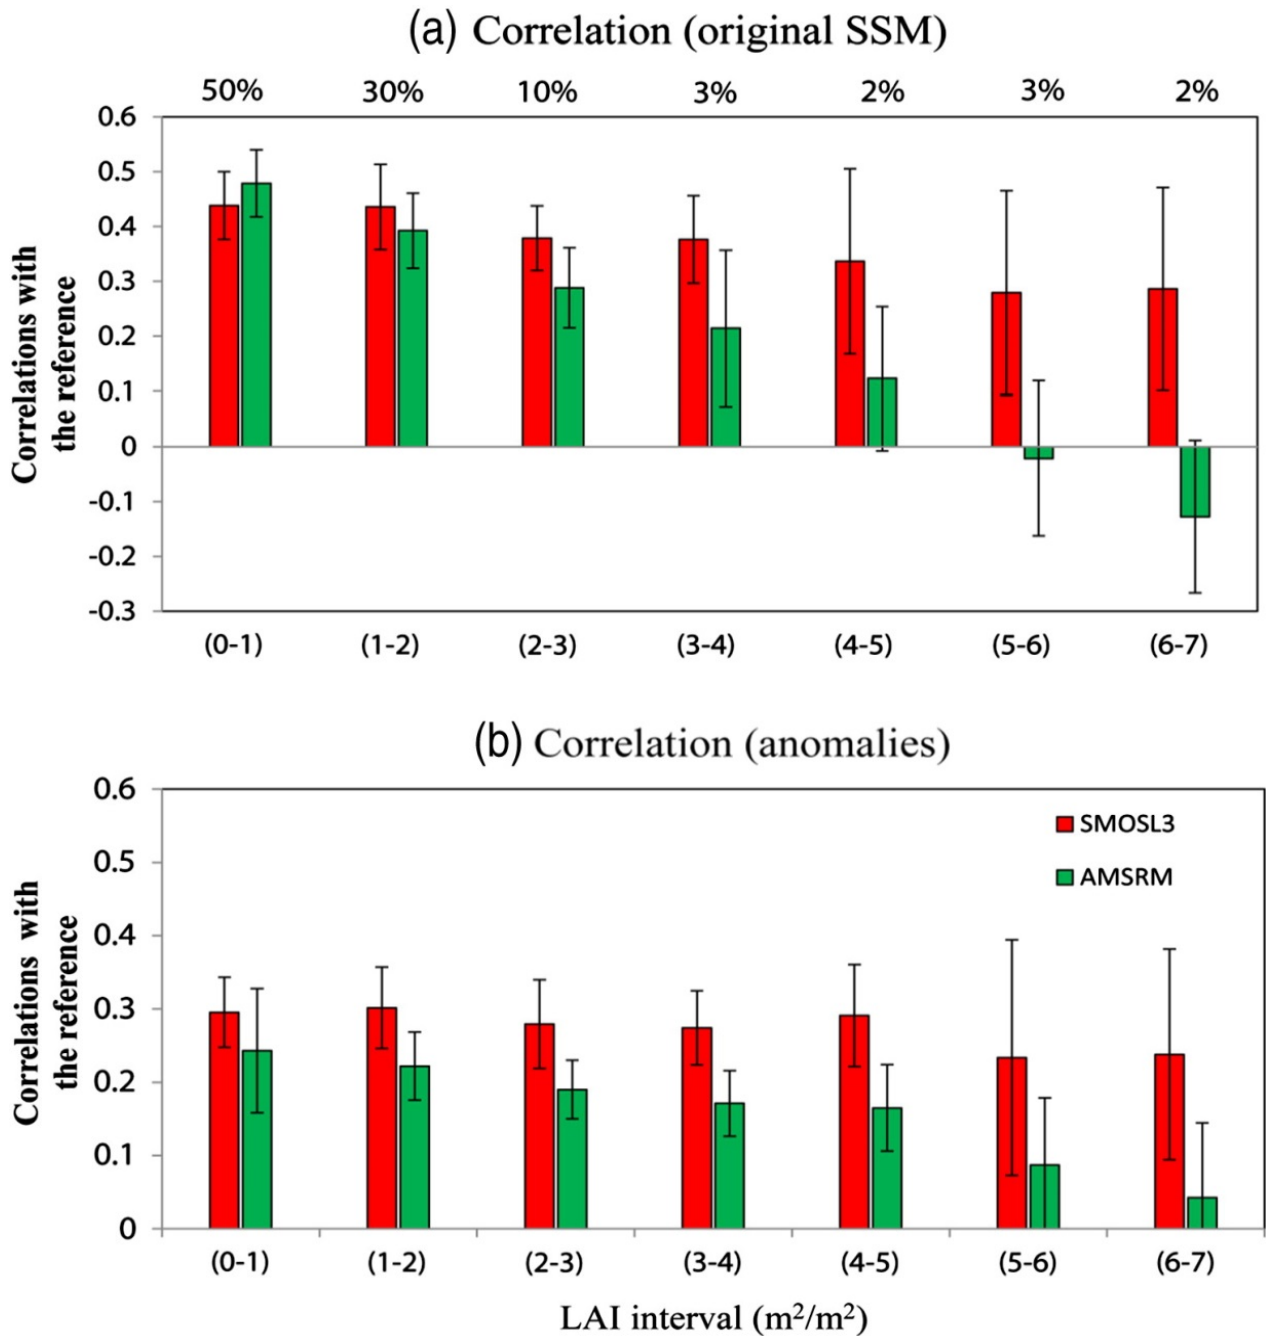 (a) Correlation (original SSM)
50% 30% 10% 3% 2% 3% 2%
0.6
0.5
0.4
0.3
0.2
0.1
0
-0.1
-0.2
-0.3
Correlations with
the reference
(0-1) (1-2) (2-3) (3-4) (4-5) (5-6) (6-7)
(b) Correlation (anomalies)
0.6
0.5
0.4
0.3
0.2
0.1
0
Correlations with
the reference
SMOSL3
AMSRM
(0-1) (1-2) (2-3) (3-4) (4-5) (5-6) (6-7)
LAI interval (m²/m²)